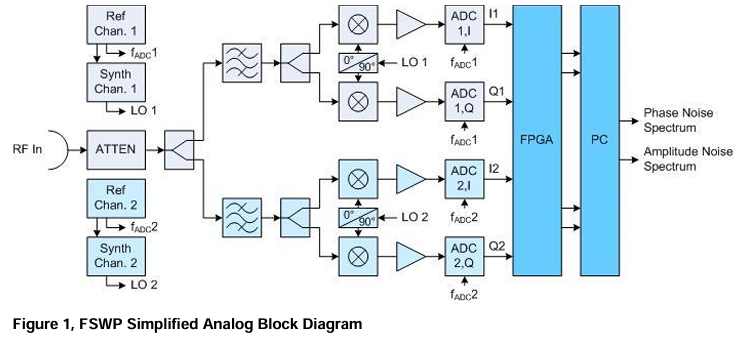 Ref
Chan. 1
fADC1
Synth
Chan. 1
LO 1
RF In
ATTEN
Ref
Chan. 2
fADC2
Synth
Chan. 2
LO 2
0°
90°
LO 1
ADC
1,I
I1
fADC1
ADC
1,Q
Q1
fADC1
0°
90°
LO 2
ADC
2,I
I2
fADC2
ADC
2,Q
Q2
fADC2
FPGA
PC
Phase Noise
Spectrum
Amplitude Noise
Spectrum
Figure 1, FSWP Simplified Analog Block Diagram